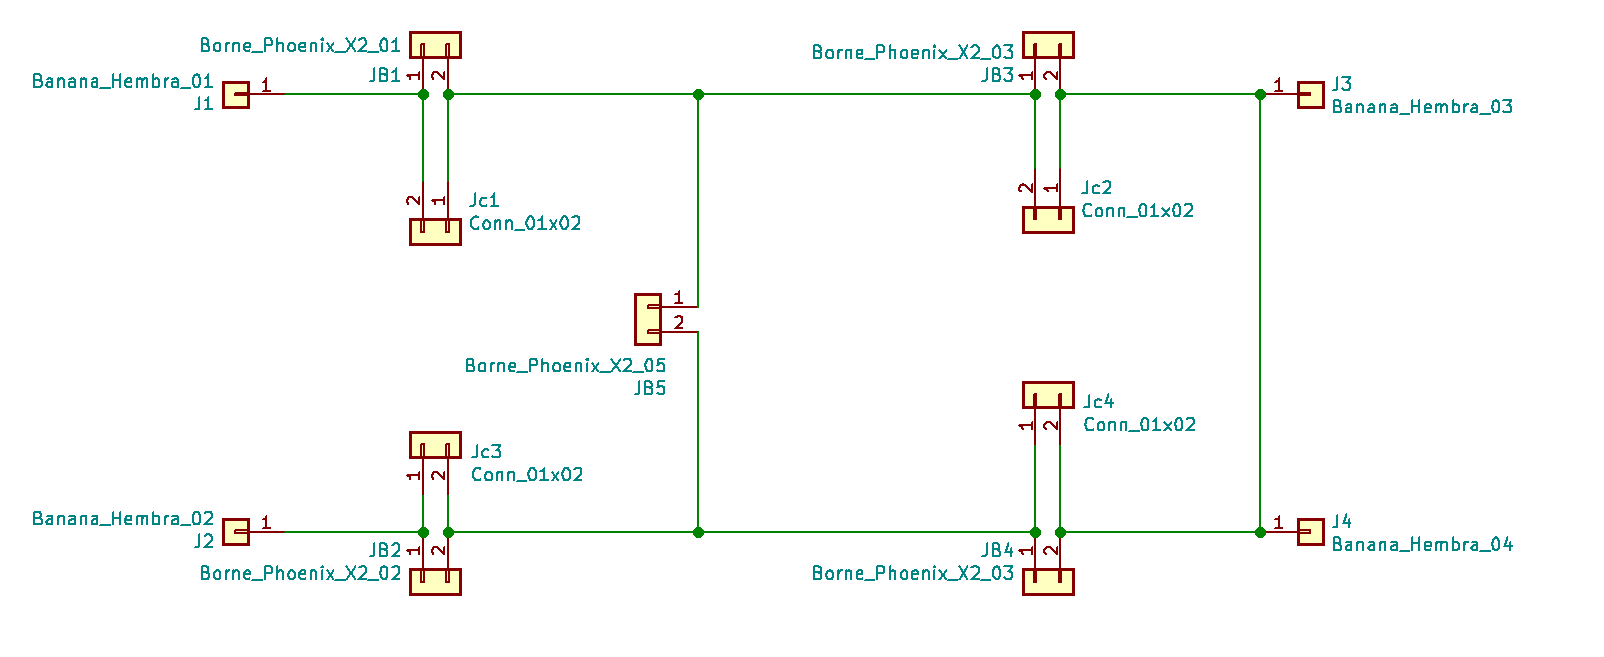 Borne_Phoenix_X2_01
JB1
1
2
Banana_Hembra_01
J1
1
Borne_Phoenix_X2_03
JB3
1
2
1
J3
Banana_Hembra_03
2
1
Jc1
Conn_01x02
2
1
Jc2
Conn_01x02
1
2
Borne_Phoenix_X2_05
JB5
1
2
Jc4
Conn_01x02
1
2
Jc3
Conn_01x02
Banana_Hembra_02
J2
1
JB2
1
2
Borne_Phoenix_X2_02
JB4
1
2
Borne_Phoenix_X2_03
1
J4
Banana_Hembra_04